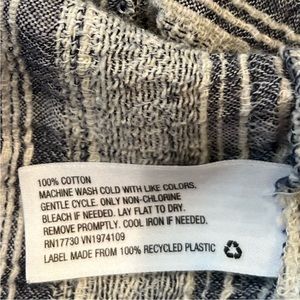 100% COTTON
MACHINE WASH COLD WITH LIKE COLORS.
GENTLE CYCLE. ONLY NON-CHLORINE
BLEACH IF NEEDED. LAY FLAT TO DRY.
REMOVE PROMPTLY. COOL IRON IF NEEDED.
RN17730 VN1974109
LABEL MADE FROM 100% RECYCLED PLASTIC